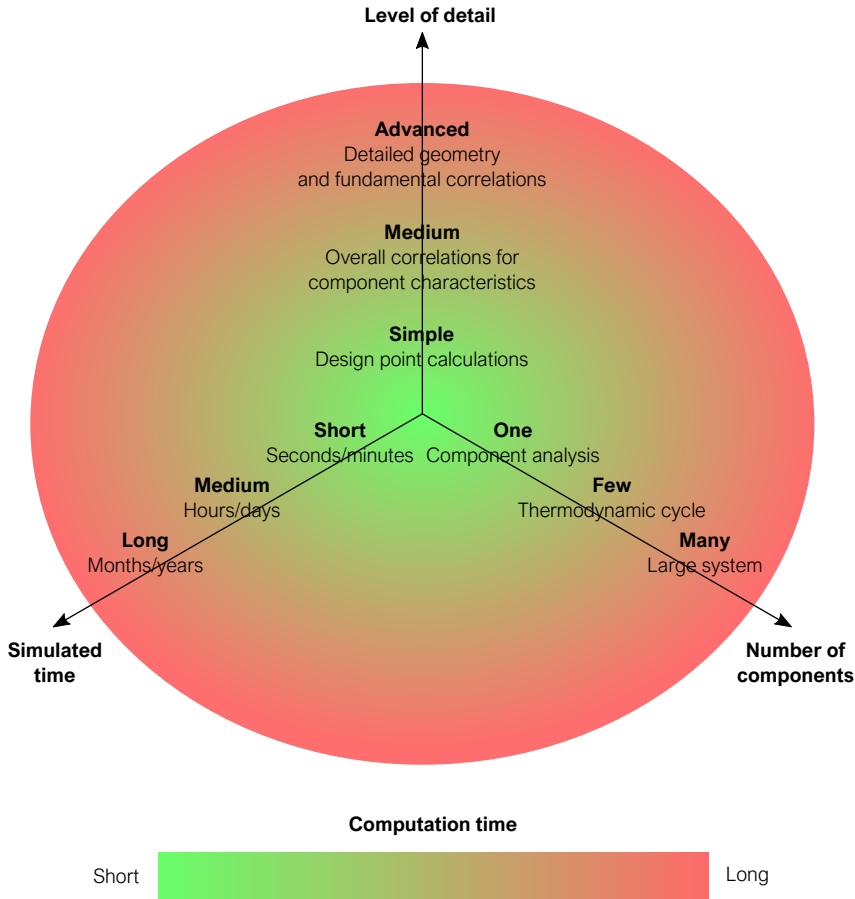 Level of detail
Advanced
Detailed geometry
and fundamental correlations
Medium
Overall correlations for
component characteristics
Simple
Design point calculations
Short
Seconds/minutes
One
Component analysis
Medium
Hours/days
Few
Thermodynamic cycle
Long
Months/years
Many
Large system
Simulated
time
Number of
components
Computation time
Short
Long